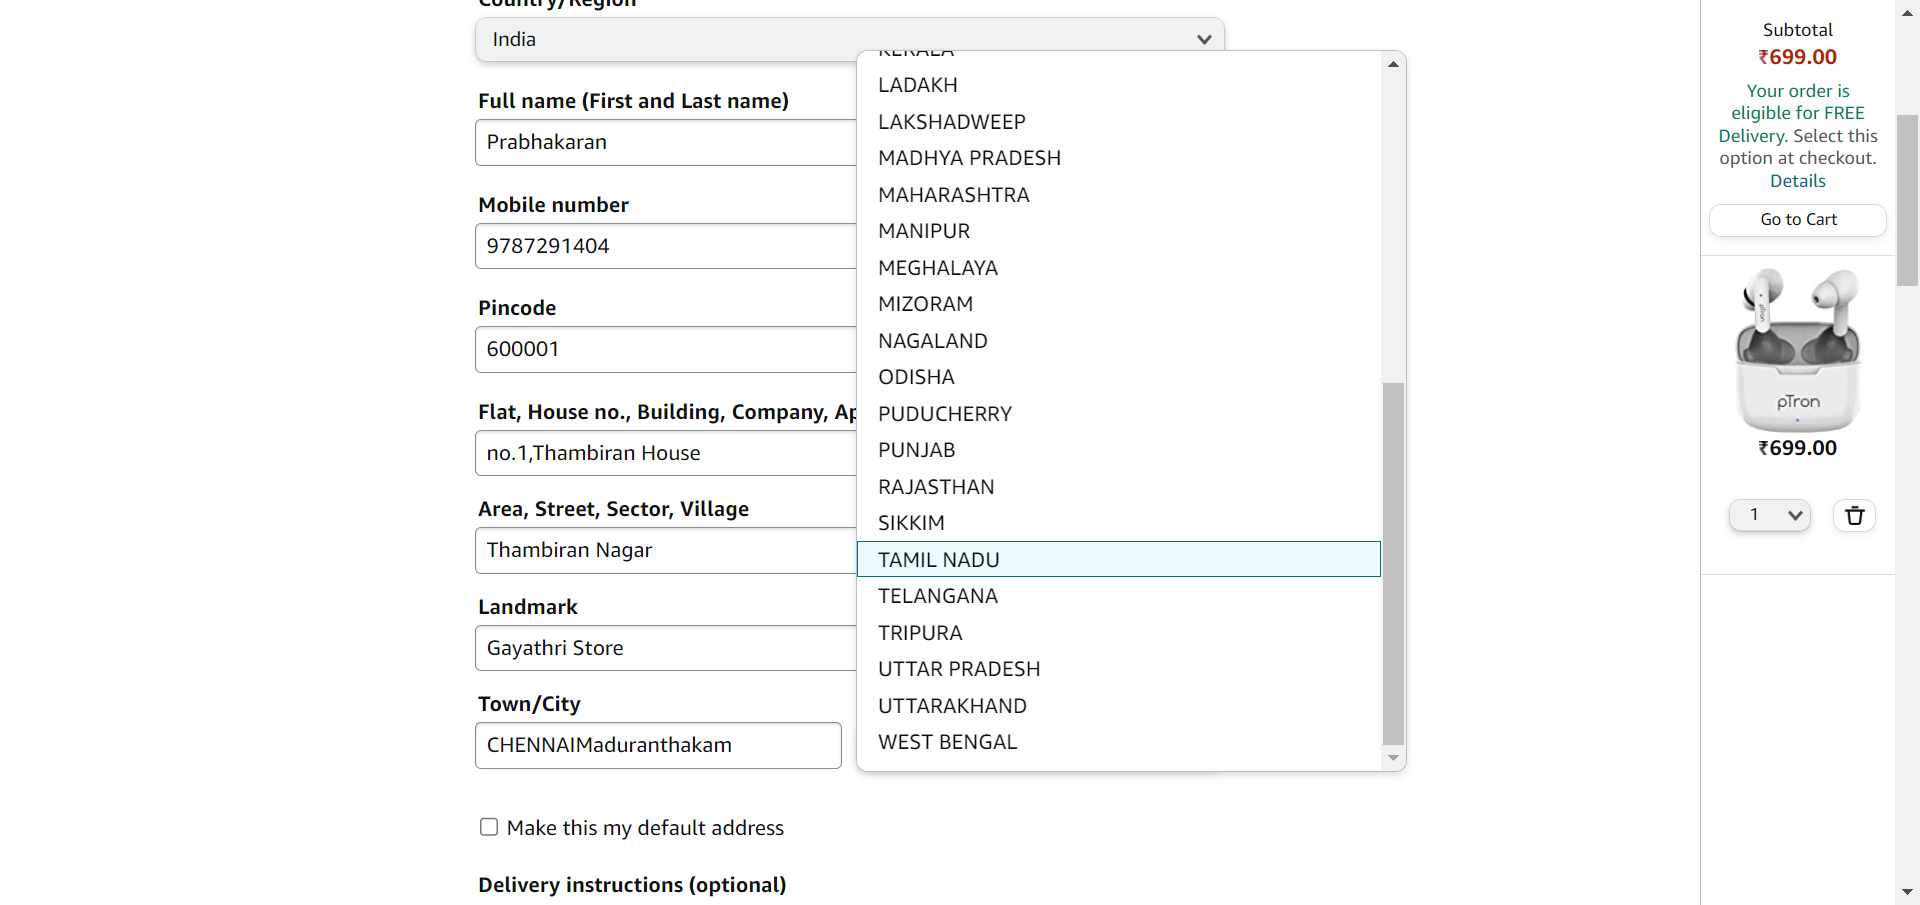 Country/Region
India
Full name (First and Last name)
Prabhakaran
Mobile number
9787291404
Pincode
600001
Flat, House no., Building, Company, Ap
no.1,Thambiran House
Area, Street, Sector, Village
Thambiran Nagar
Landmark
Gayathri Store
Town/City
CHENNAIMaduranthakam
KERALA
LADAKH
LAKSHADWEEP
MADHYA PRADESH
MAHARASHTRA
MANIPUR
MEGHALAYA
MIZORAM
NAGALAND
ODISHA
PUDUCHERRY
PUNJAB
RAJASTHAN
SIKKIM
TAMIL NADU
TELANGANA
TRIPURA
UTTAR PRADESH
UTTARAKHAND
WEST BENGAL
Make this my default address
Delivery instructions (optional)
Subtotal
₹699.00
Your order is
eligible for FREE
Delivery. Select this
option at checkout.
Details
Go to Cart
pTron
pTron
₹699.00
1